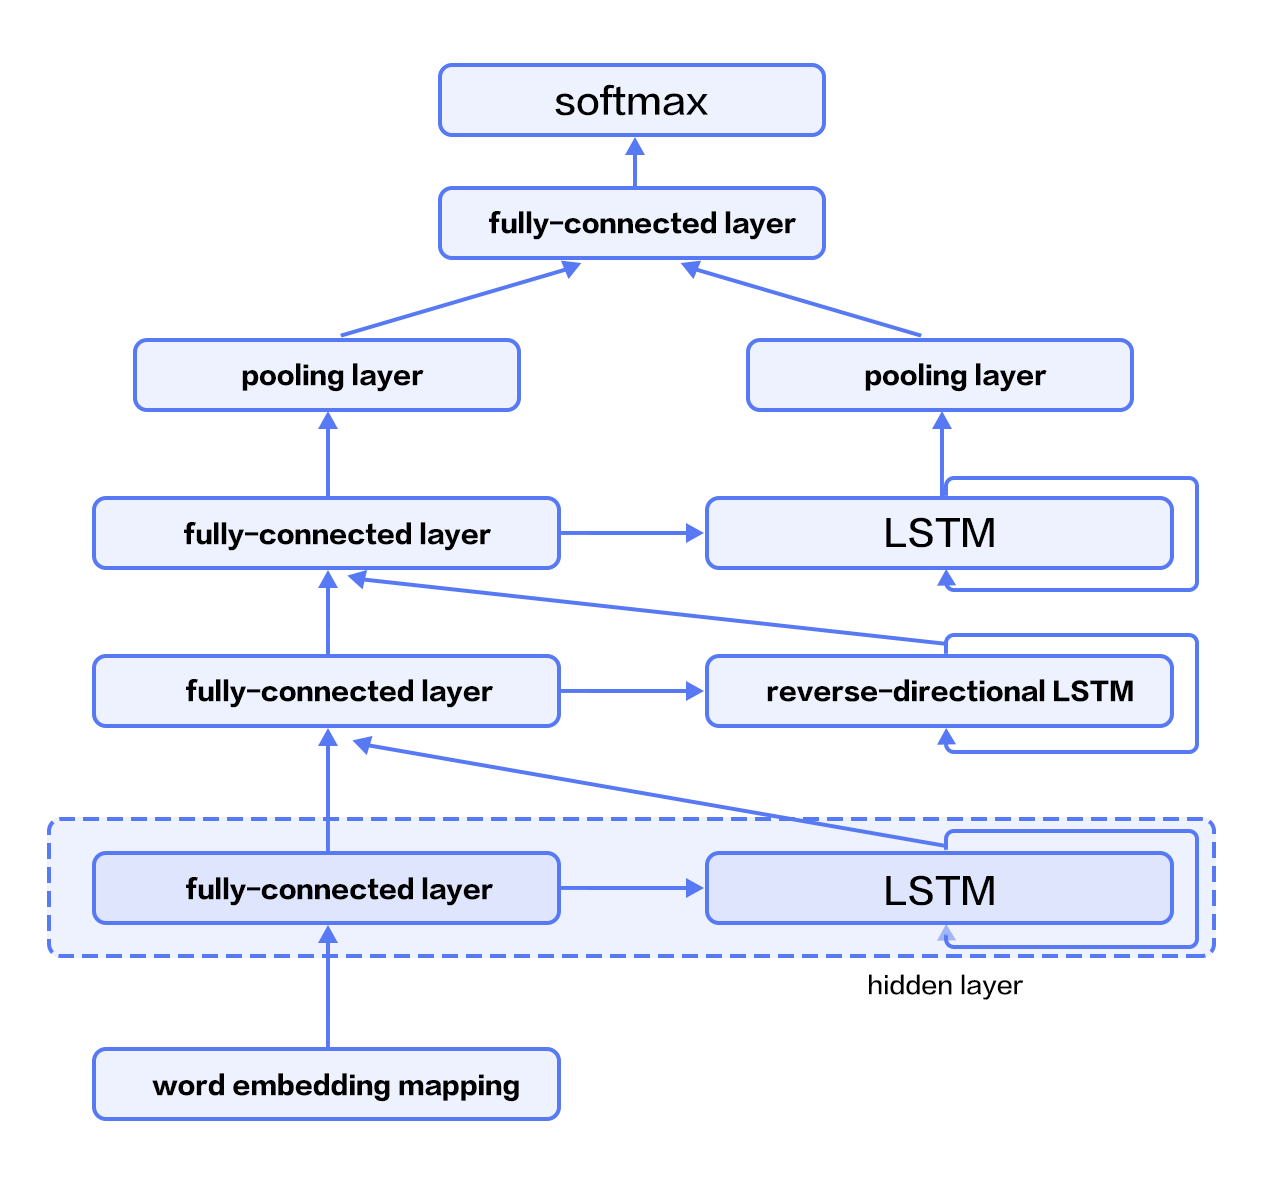 softmax
fully-connected layer
pooling layer
pooling layer
fully-connected layer
LSTM
fully-connected layer
reverse-directional LSTM
fully-connected layer
LSTM
hidden layer
word embedding mapping